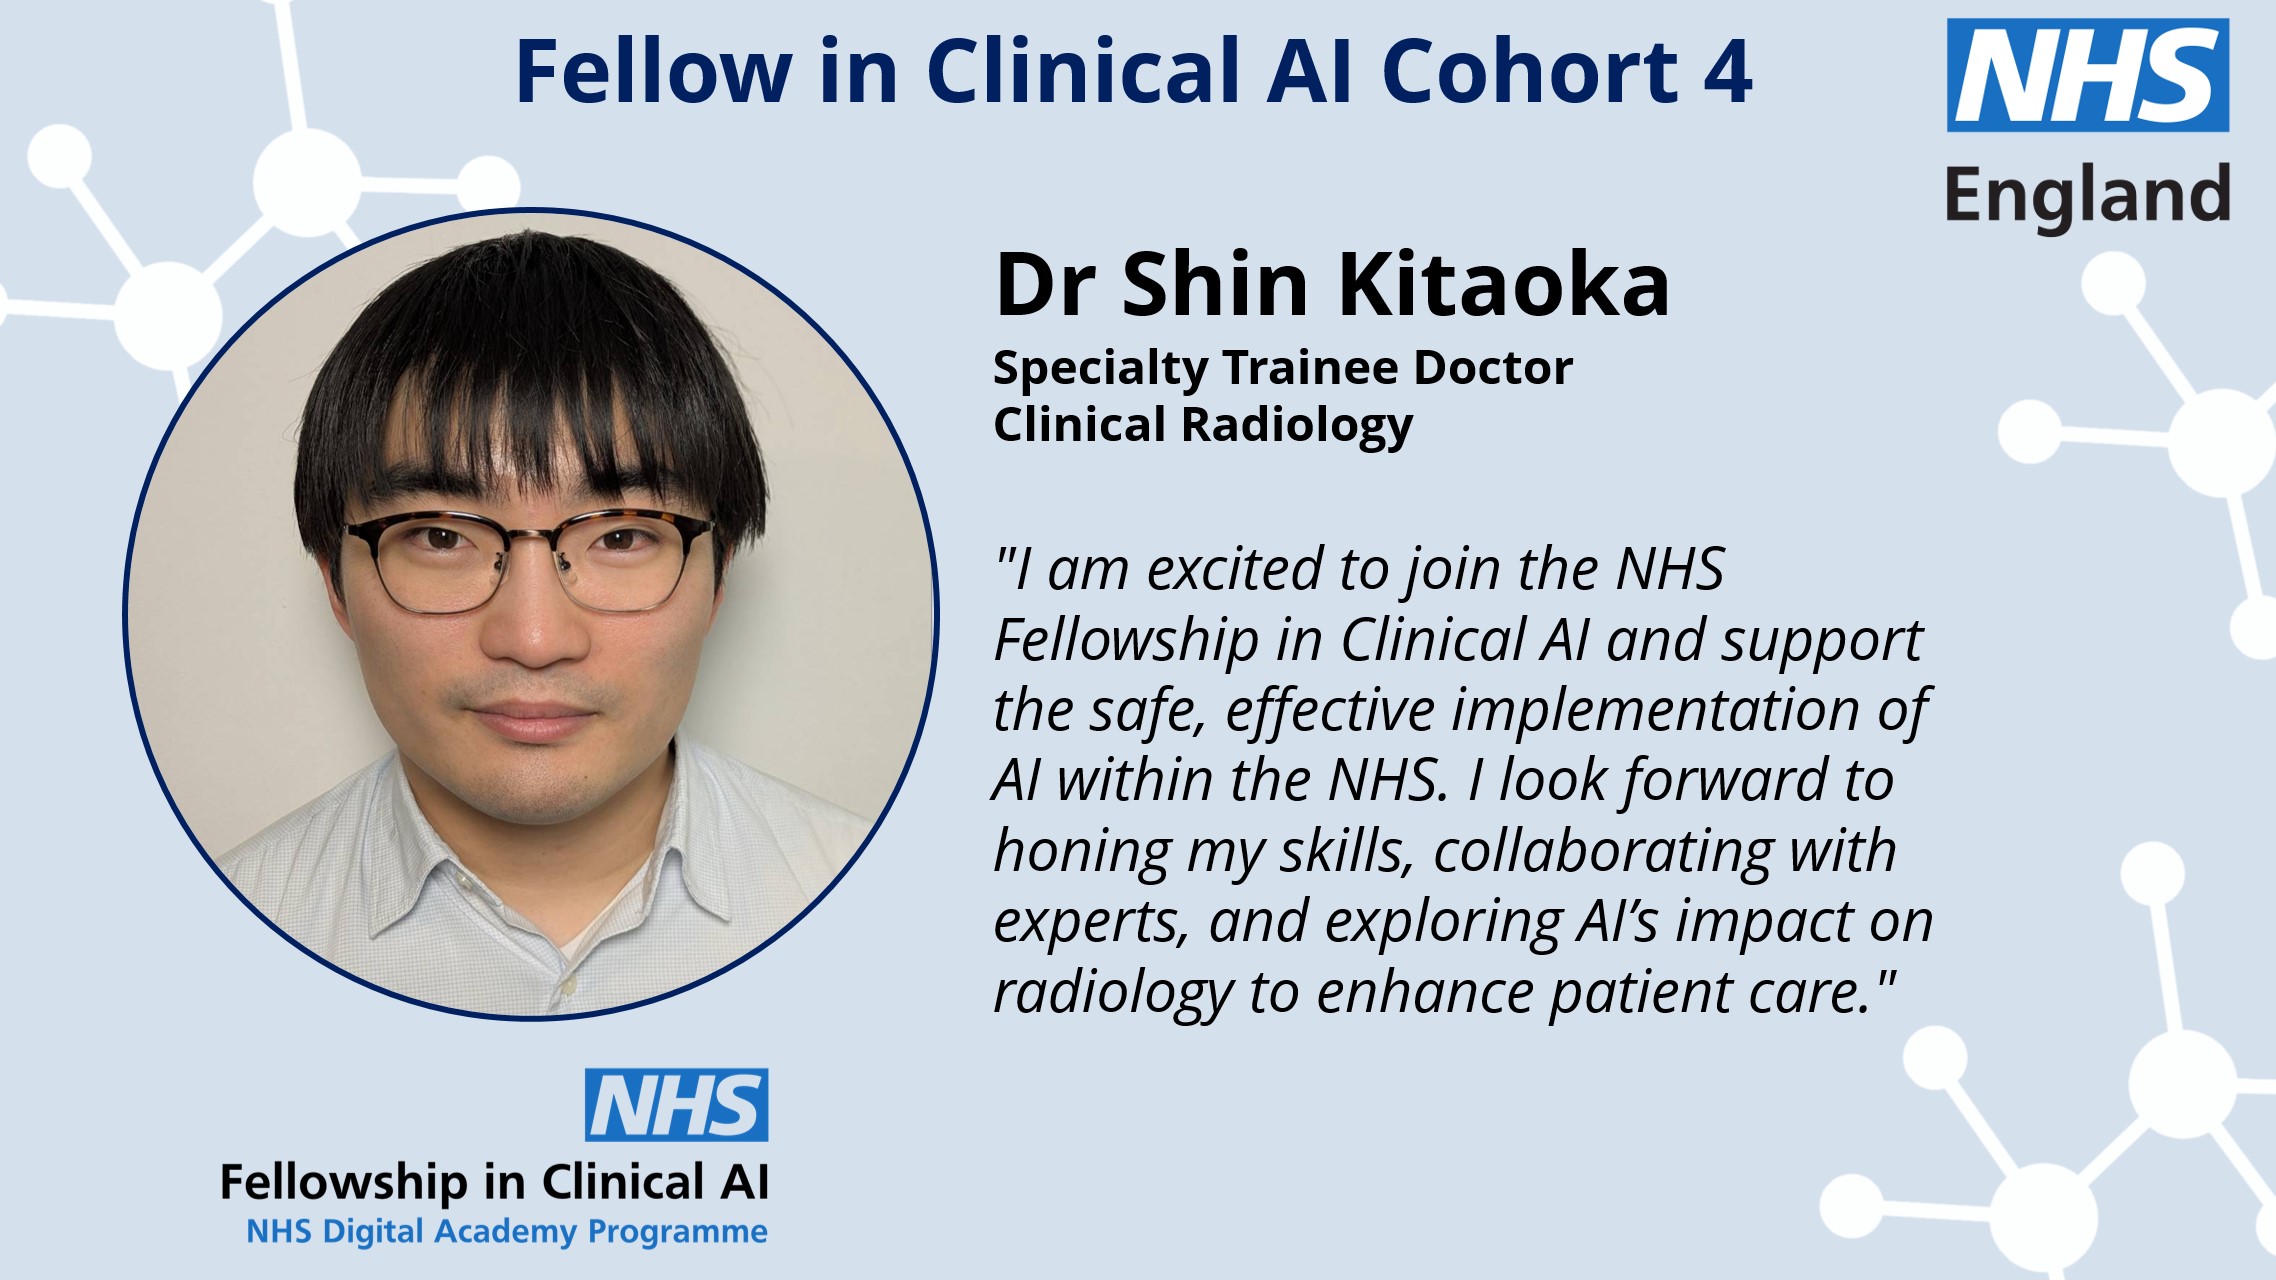 Fellow in Clinical AI Cohort 4
NHS
England
Dr Shin Kitaoka
Specialty Trainee Doctor
Clinical Radiology
"I am excited to join the NHS
Fellowship in Clinical AI and support
the safe, effective implementation of
AI within the NHS. I look forward to
honing my skills, collaborating with
experts, and exploring AI’s impact on
radiology to enhance patient care."
NHS
Fellowship in Clinical AI
NHS Digital Academy Programme